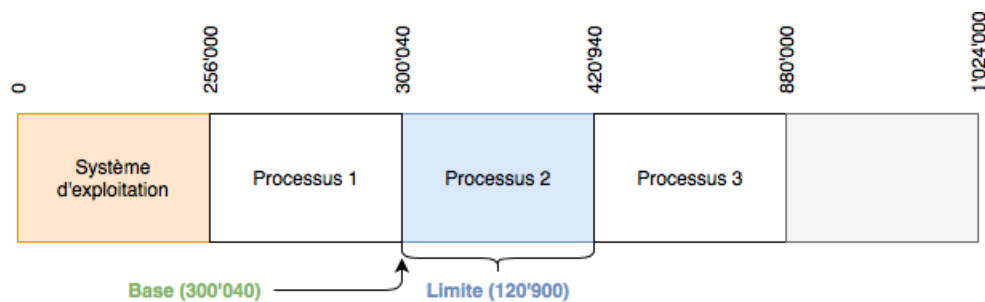 0
256'000
300'040
420'940
880'000
1'024'000
Système
d'exploitation
Processus 1
Processus 2
Processus 3
Base (300'040)
Limite (120'900)